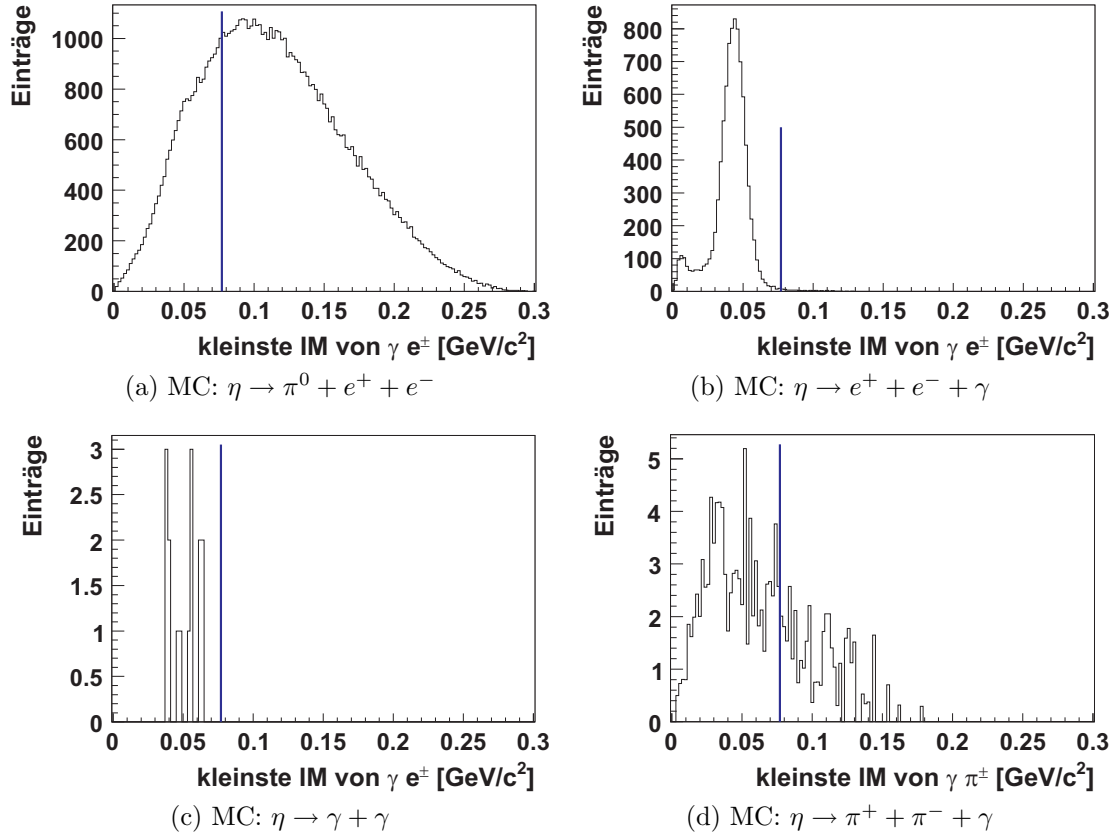 Einträge
1000
800
600
400
200
0
0 0.05 0.1 0.15 0.2 0.25 0.3
kleinste IM von γ e± [GeV/c²]
(a) MC: η → π⁰ + e⁺ + e⁻
Einträge
800
700
600
500
400
300
200
100
0
0 0.05 0.1 0.15 0.2 0.25 0.3
kleinste IM von γ e± [GeV/c²]
(b) MC: η → e⁺ + e⁻ + γ
Einträge
3
2.5
2
1.5
1
0.5
0
0 0.05 0.1 0.15 0.2 0.25 0.3
kleinste IM von γ e± [GeV/c²]
(c) MC: η → γ + γ
Einträge
5
4
3
2
1
0
0 0.05 0.1 0.15 0.2 0.25 0.3
kleinste IM von γ π± [GeV/c²]
(d) MC: η → π⁺ + π⁻ + γ